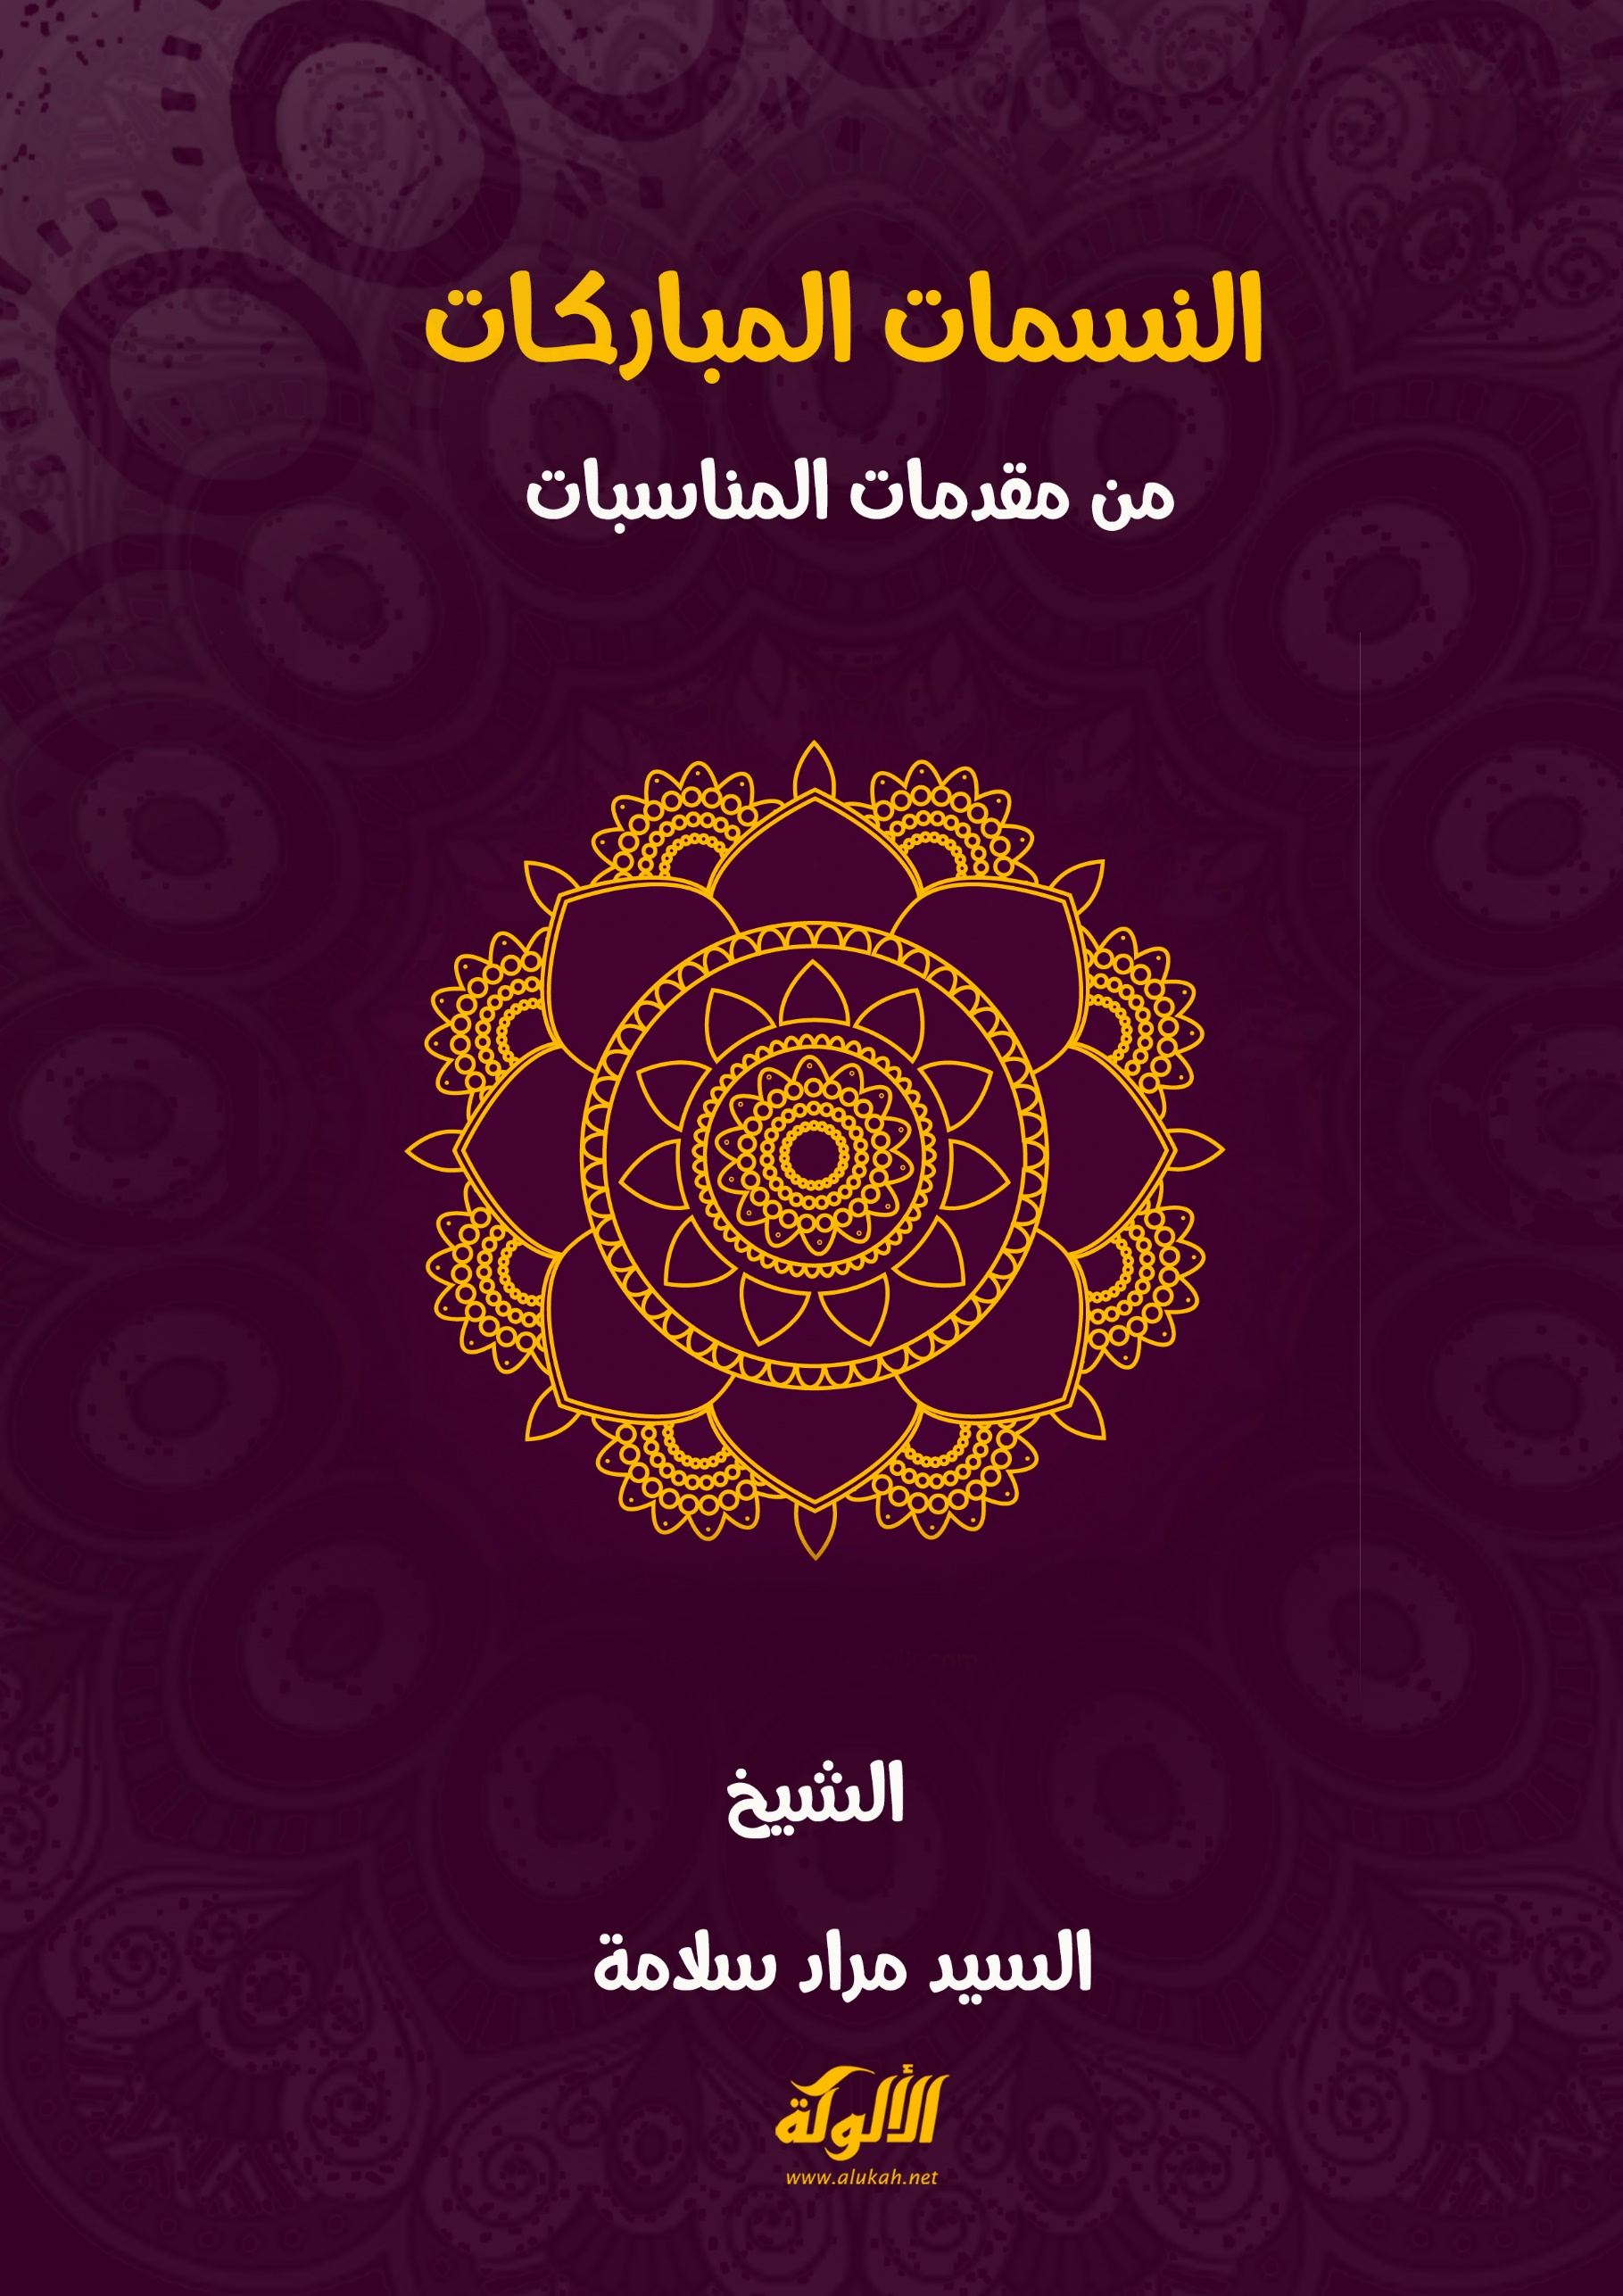 النسمات المباركات
من مقدمات المناسبات
الشيخ
السيد مراد سلامة
الألوكة
www.alukah.net